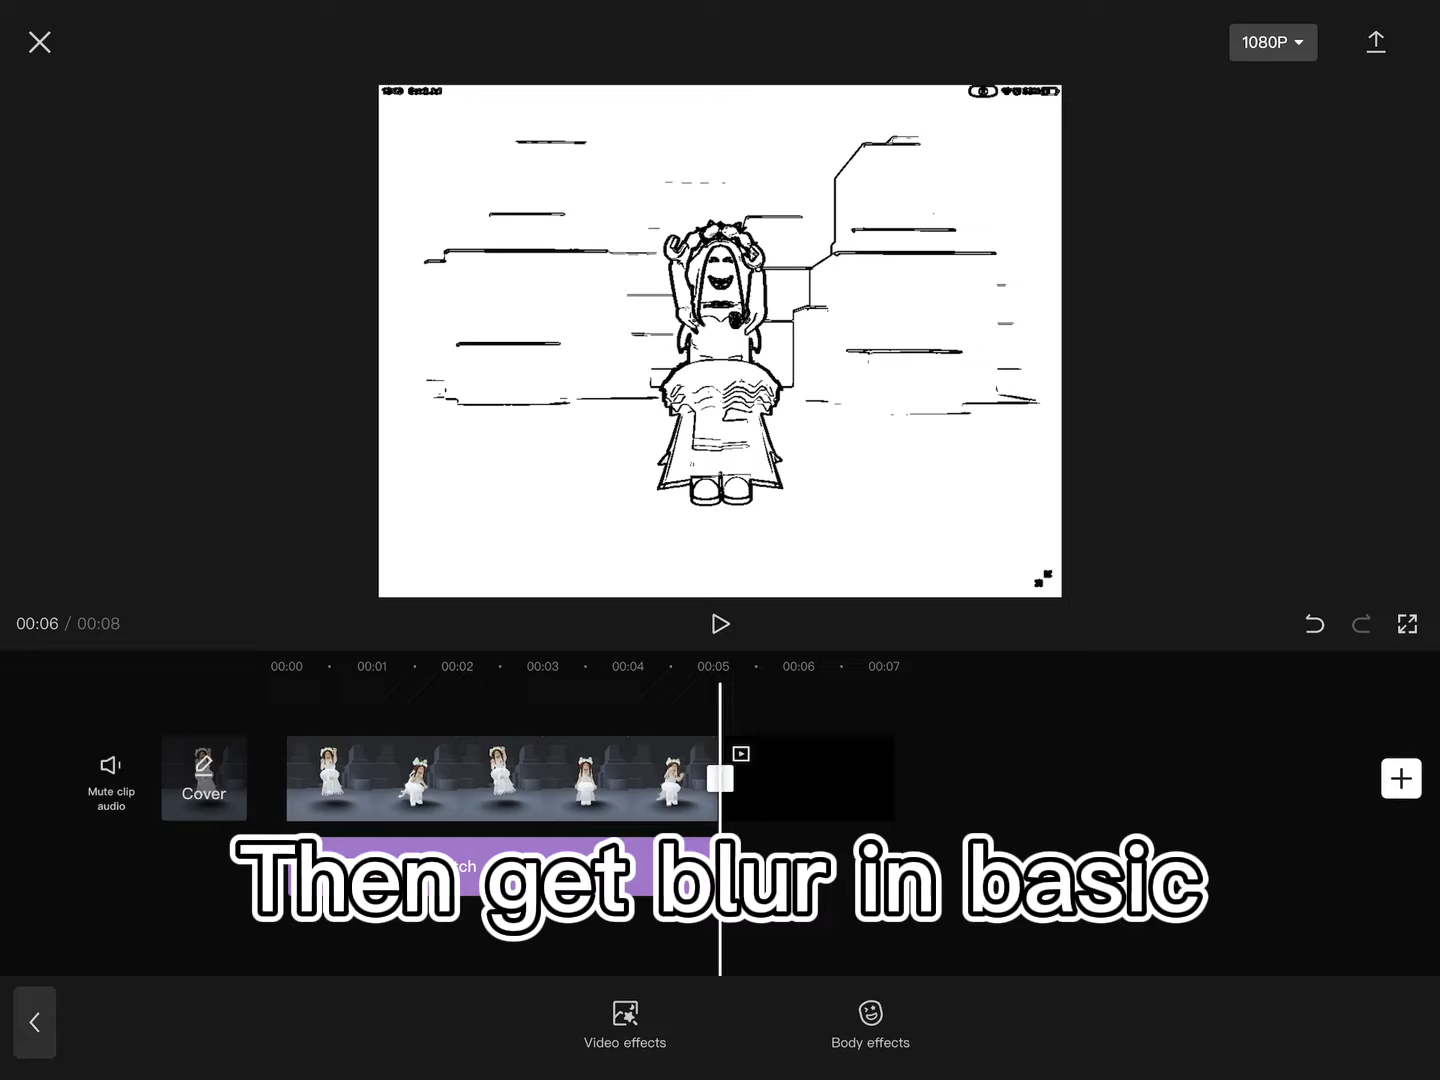 1080P
00:06 / 00:08
00:00 00:01 00:02 00:03 00:04 00:05 00:06 00:07
Mute clip
audio
Cover
Then get blur in basic
Video effects
Body effects